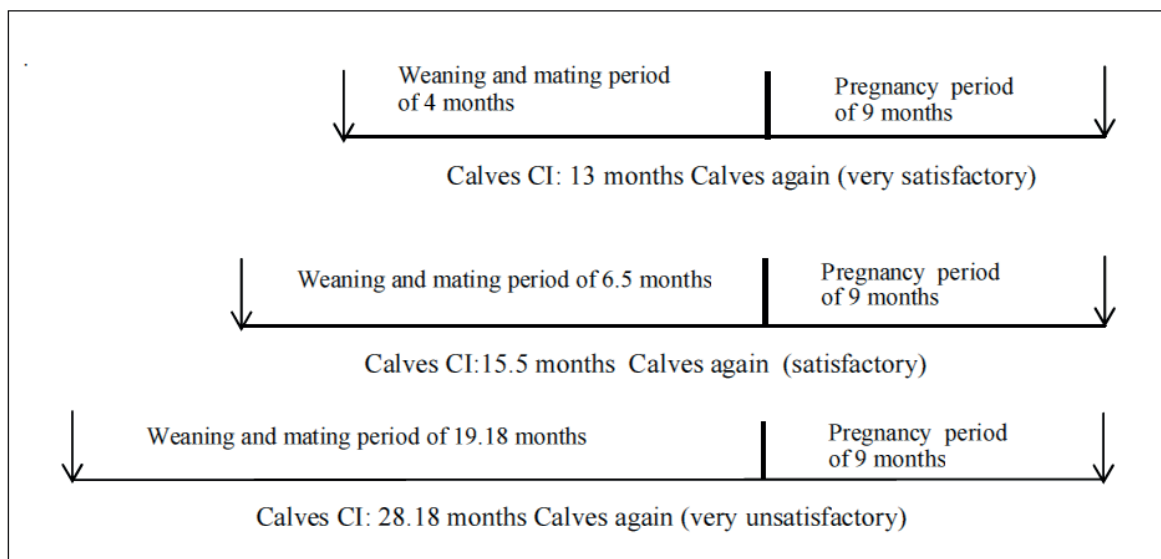 Weaning and mating period
of 4 months
Pregnancy period
of 9 months
Calves CI: 13 months Calves again (very satisfactory)
Weaning and mating period of 6.5 months
Pregnancy period
of 9 months
Calves CI:15.5 months Calves again (satisfactory)
Weaning and mating period of 19.18 months
Pregnancy period
of 9 months
Calves CI: 28.18 months Calves again (very unsatisfactory)